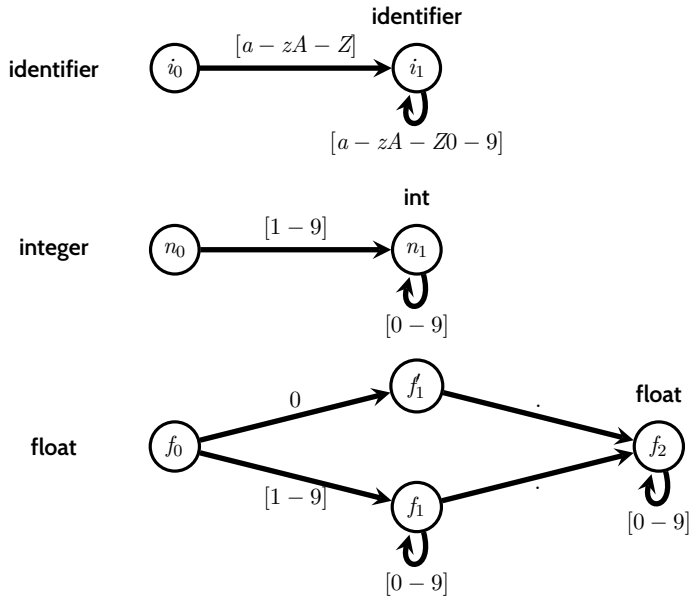 identifier
[a − zA − Z]
identifier
i₀
i₁
[a − zA − Z0 − 9]
int
[1 − 9]
integer
n₀
n₁
[0 − 9]
0
f₁′
.
float
float
f₀
f₂
[1 − 9]
.
f₁
[0 − 9]
[0 − 9]